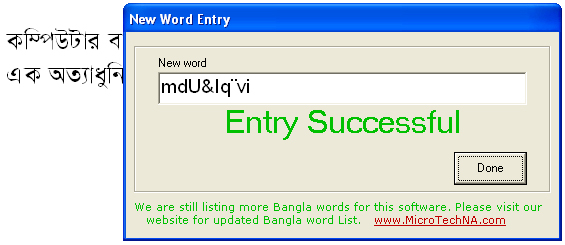 New Word Entry
কম্পিউটার ব
এক অত্যাধুনি
New word
mdU&Iq¨vi
Entry Successful
Done
We are still listing more Bangla words for this software. Please visit our
website for updated Bangla word List. www.MicroTechNA.com